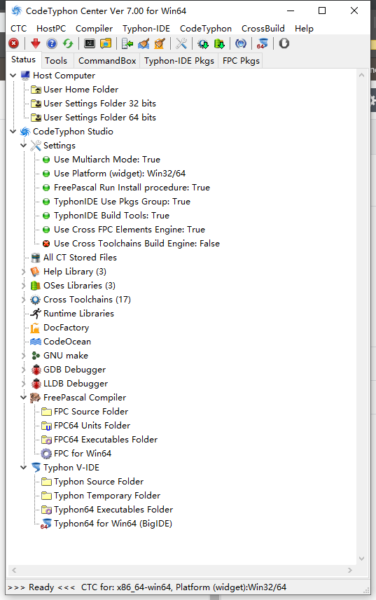 CodeTyphon Center Ver 7.00 for Win64
CTC HostPC Compiler Typhon-IDE CodeTyphon CrossBuild Help
Status Tools CommandBox Typhon-IDE Pkgs FPC Pkgs
Host Computer
User Home Folder
User Settings Folder 32 bits
User Settings Folder 64 bits
CodeTyphon Studio
Settings
Use Multiarch Mode: True
Use Platform (widget): Win32/64
FreePascal Run Install procedure: True
TyphonIDE Use Pkgs Group: True
TyphonIDE Build Tools: True
Use Cross FPC Elements Engine: True
Use Cross Toolchains Build Engine: False
All CT Stored Files
Help Library (3)
OSes Libraries (3)
Cross Toolchains (17)
Runtime Libraries
DocFactory
CodeOcean
GNU make
GDB Debugger
LLDB Debugger
FreePascal Compiler
FPC Source Folder
FPC64 Units Folder
FPC64 Executables Folder
FPC for Win64
Typhon V-IDE
Typhon Source Folder
Typhon Temporary Folder
Typhon64 Executables Folder
Typhon64 for Win64 (BigIDE)
>>> Ready <<< CTC for: x86_64-win64, Platform (widget):Win32/64